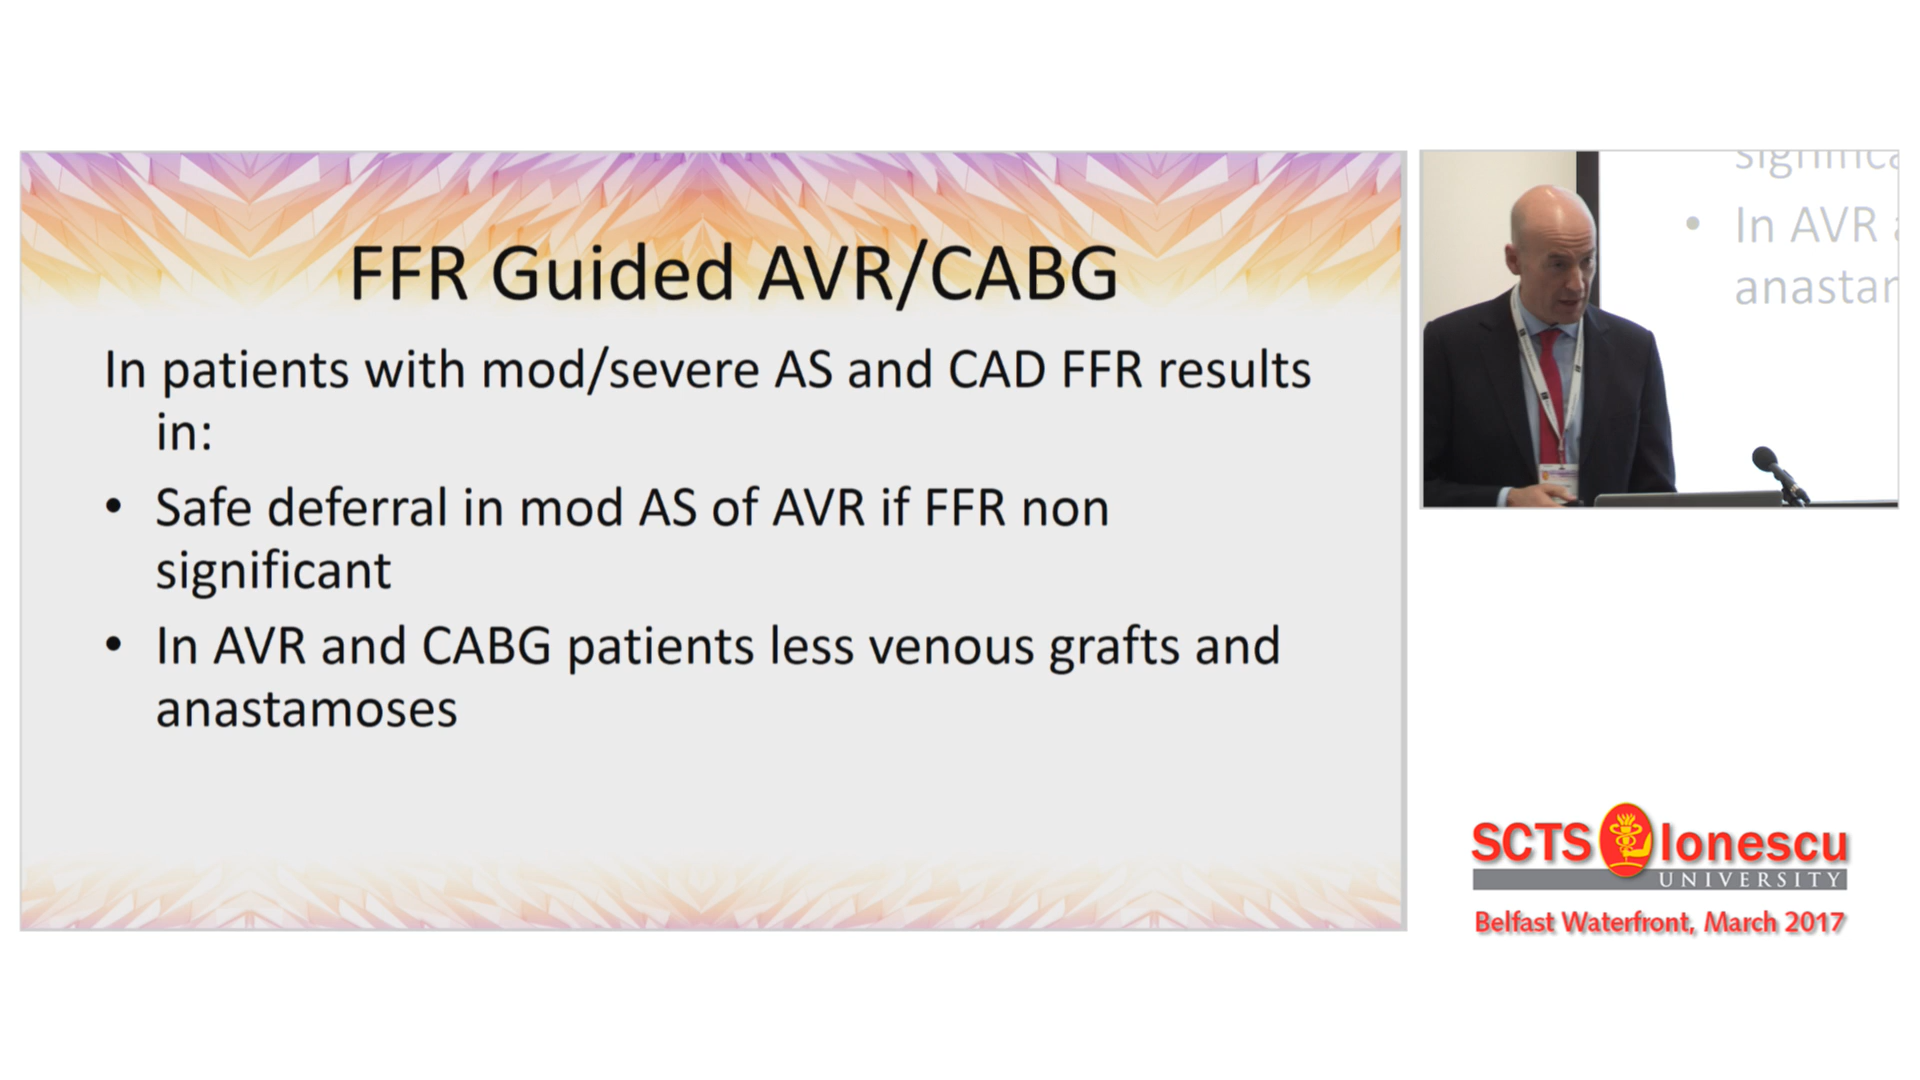 FFR Guided AVR/CABG
In patients with mod/severe AS and CAD FFR results
in:
• Safe deferral in mod AS of AVR if FFR non
significant
• In AVR and CABG patients less venous grafts and
anastamoses
significa
• In AVR a
anastam
SCTS Ionescu
UNIVERSITY
Belfast Waterfront, March 2017